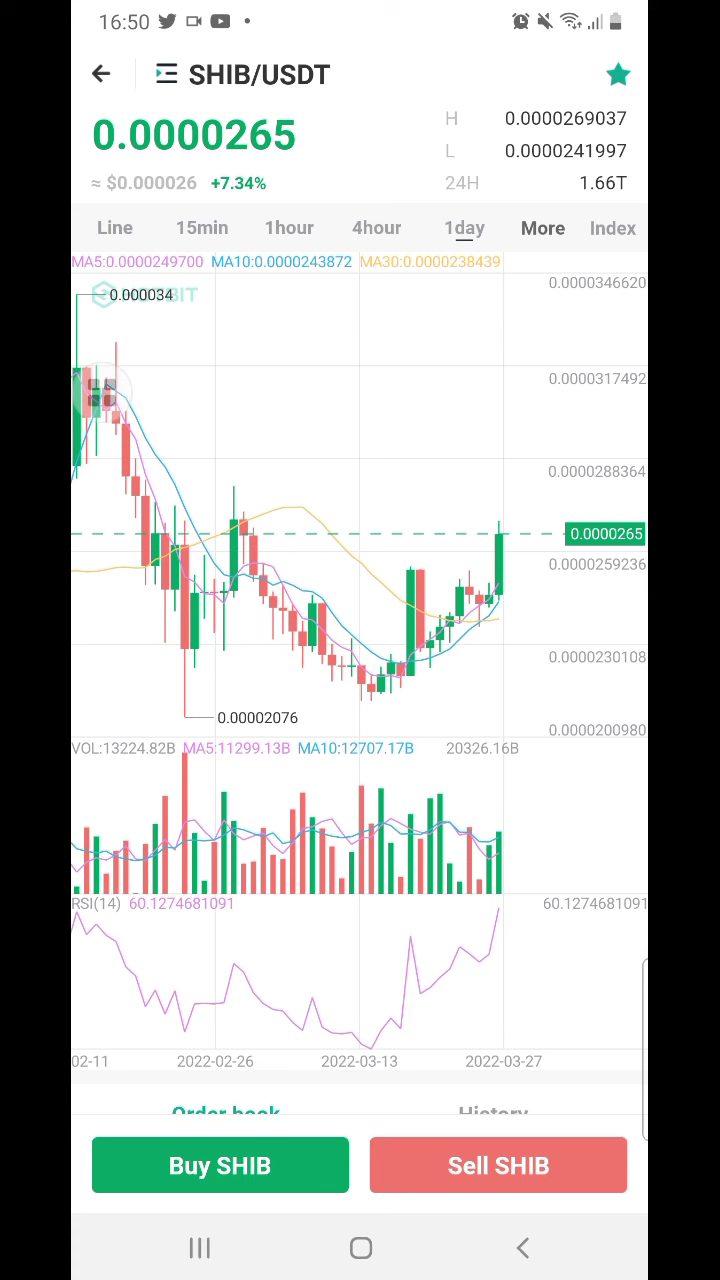 16:50
SHIB/USDT
0.0000265
H 0.0000269037
L 0.0000241997
≈ $0.000026 +7.34%
24H 1.66T
Line 15min 1hour 4hour 1day More Index
MA5:0.0000249700 MA10:0.0000243872 MA30:0.0000238439
0.0000346620
0.000034
0.0000317492
0.0000288364
0.0000265
0.0000259236
0.0000230108
0.00002076
0.0000200980
VOL:13224.82B MA5:11299.13B MA10:12707.17B 20326.16B
RSI(14) 60.1274681091 60.1274681091
02-11 2022-02-26 2022-03-13 2022-03-27
Order book History
Buy SHIB Sell SHIB